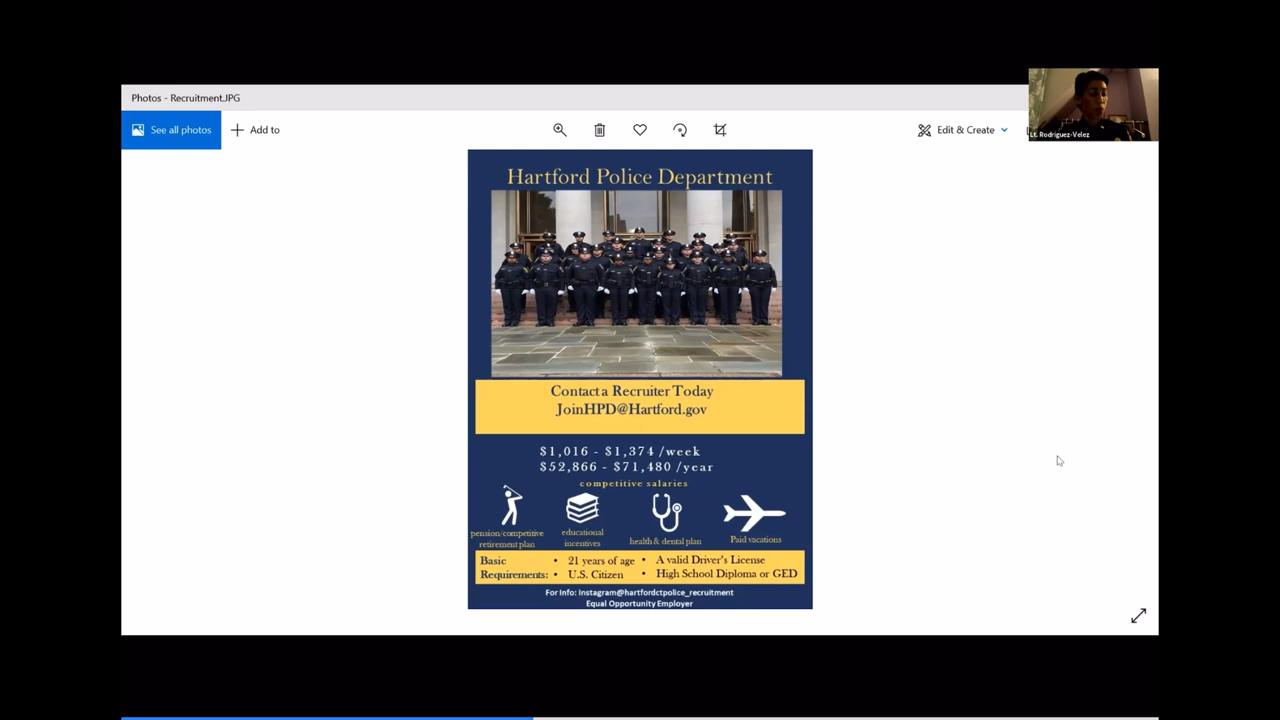 Photos - Recruitment.JPG
See all photos
Add to
Edit & Create
Lt. Rodriguez-Velez
Hartford Police Department
Contact a Recruiter Today
JoinHPD@Hartford.gov
$1,016 - $1,374 /week
$52,866 - $71,480 /year
competitive salaries
pension/competitive
retirement plan
educational
incentives
health & dental plan
Paid vacations
Basic
Requirements:
• 21 years of age
• U.S. Citizen
• A valid Driver's License
• High School Diploma or GED
For Info: Instagram@hartfordctpolice_recruitment
Equal Opportunity Employer